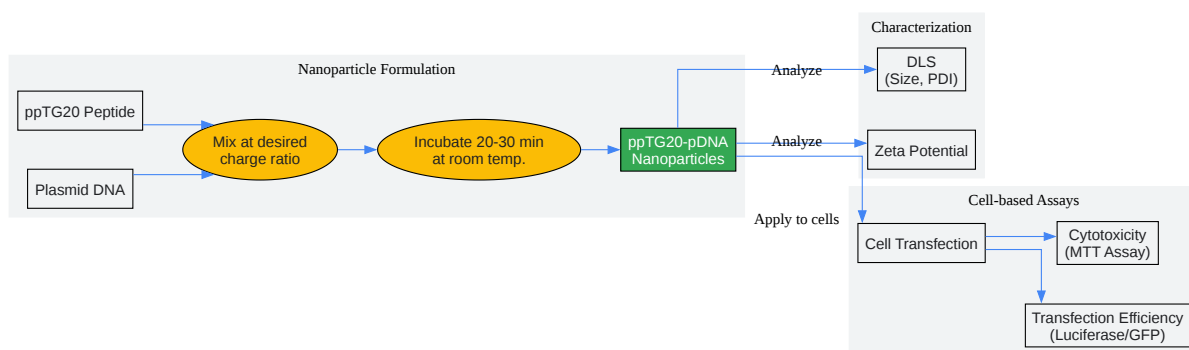 Nanoparticle Formulation
ppTG20 Peptide
Plasmid DNA
Mix at desired
charge ratio
Incubate 20-30 min
at room temp.
ppTG20-pDNA
Nanoparticles
Analyze
Analyze
Apply to cells
Characterization
DLS
(Size, PDI)
Zeta Potential
Cell-based Assays
Cell Transfection
Cytotoxicity
(MTT Assay)
Transfection Efficiency
(Luciferase/GFP)